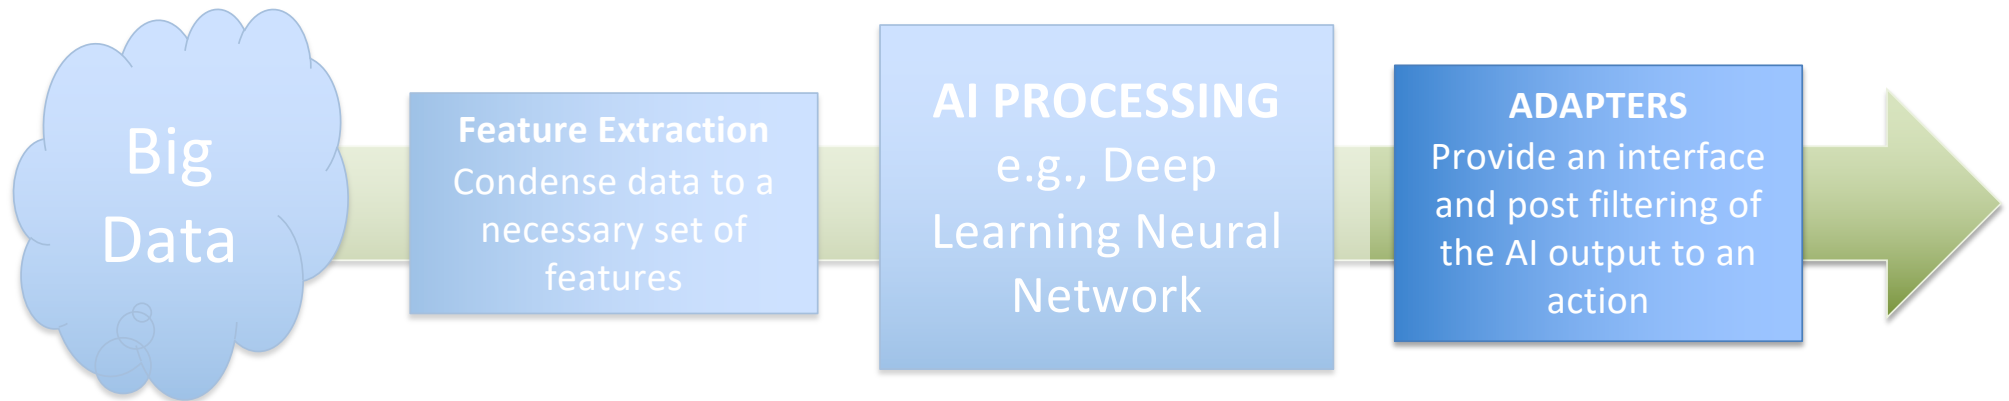 Big
Data
Feature Extraction
Condense data to a
necessary set of
features
AI PROCESSING
e.g., Deep
Learning Neural
Network
ADAPTERS
Provide an interface
and post filtering of
the AI output to an
action